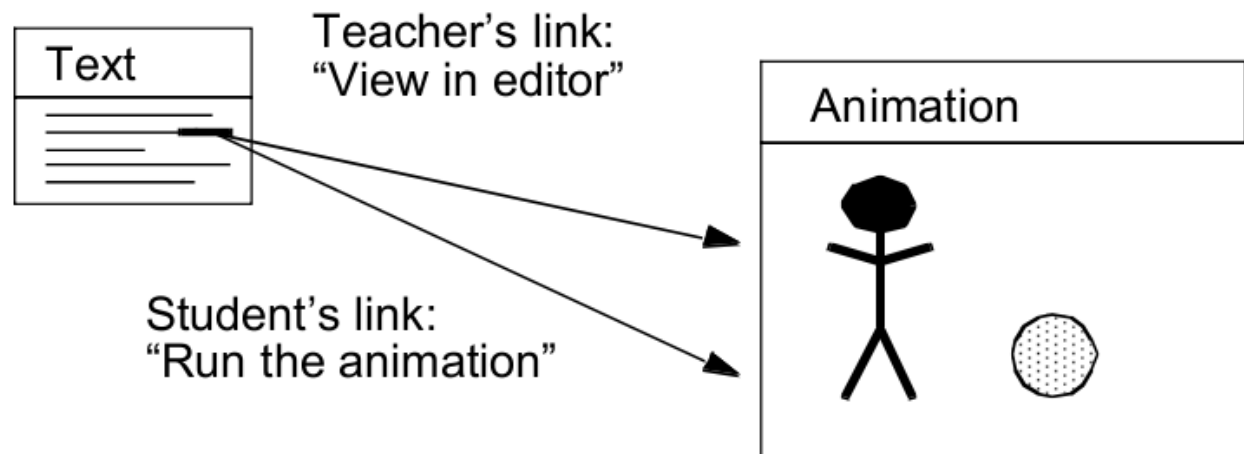 Text
Teacher’s link:
“View in editor”
Animation
Student’s link:
“Run the animation”